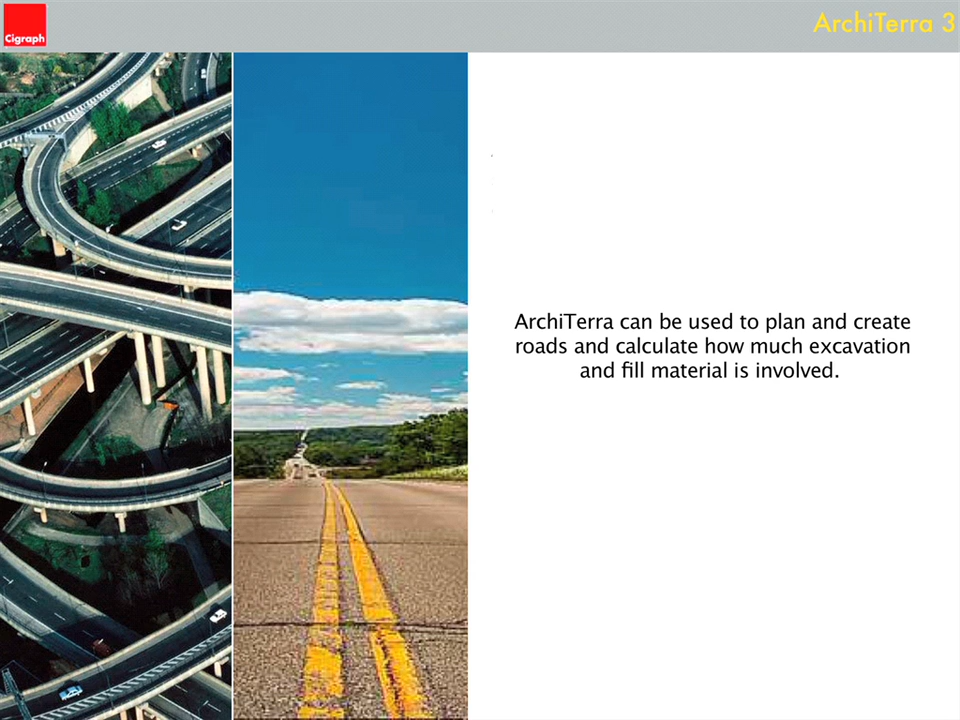 Cigraph
ArchiTerra 3
ArchiTerra can be used to plan and create
roads and calculate how much excavation
and fill material is involved.